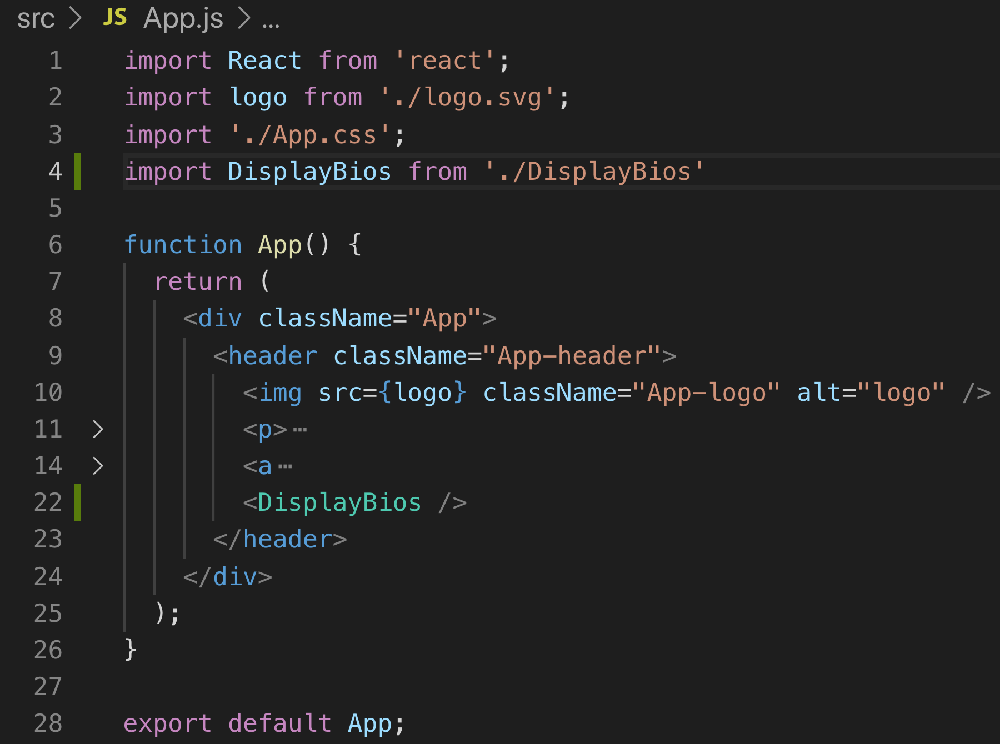 src > JS App.js > ...
1 import React from 'react';
2 import logo from './logo.svg';
3 import './App.css';
4 import DisplayBios from './DisplayBios'
5
6 function App() {
7   return (
8     <div className="App">
9       <header className="App-header">
10         <img src={logo} className="App-logo" alt="logo" />
11 >         <p>⋯
14 >         <a⋯
22         <DisplayBios />
23       </header>
24     </div>
25   );
26 }
27
28 export default App;